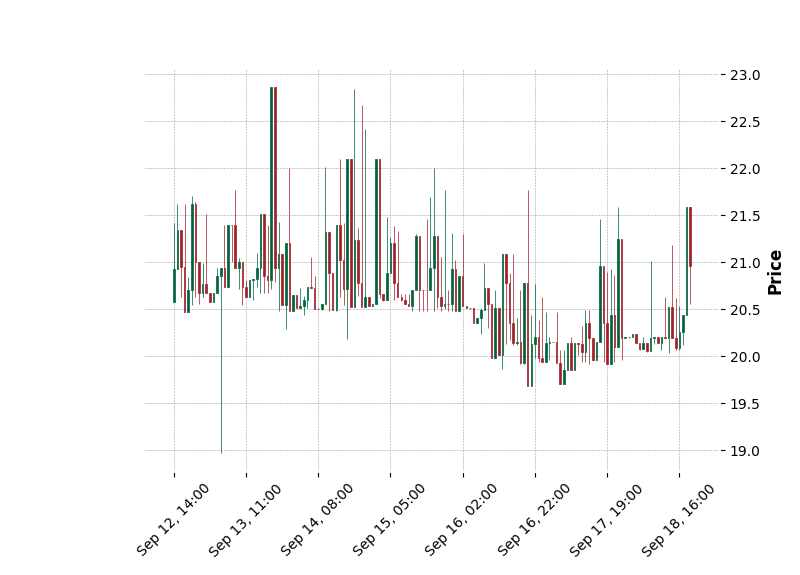 23.0
22.5
22.0
21.5
21.0
20.5
20.0
19.5
19.0
Price
Sep 12, 14:00
Sep 13, 11:00
Sep 14, 08:00
Sep 15, 05:00
Sep 16, 02:00
Sep 16, 22:00
Sep 17, 19:00
Sep 18, 16:00